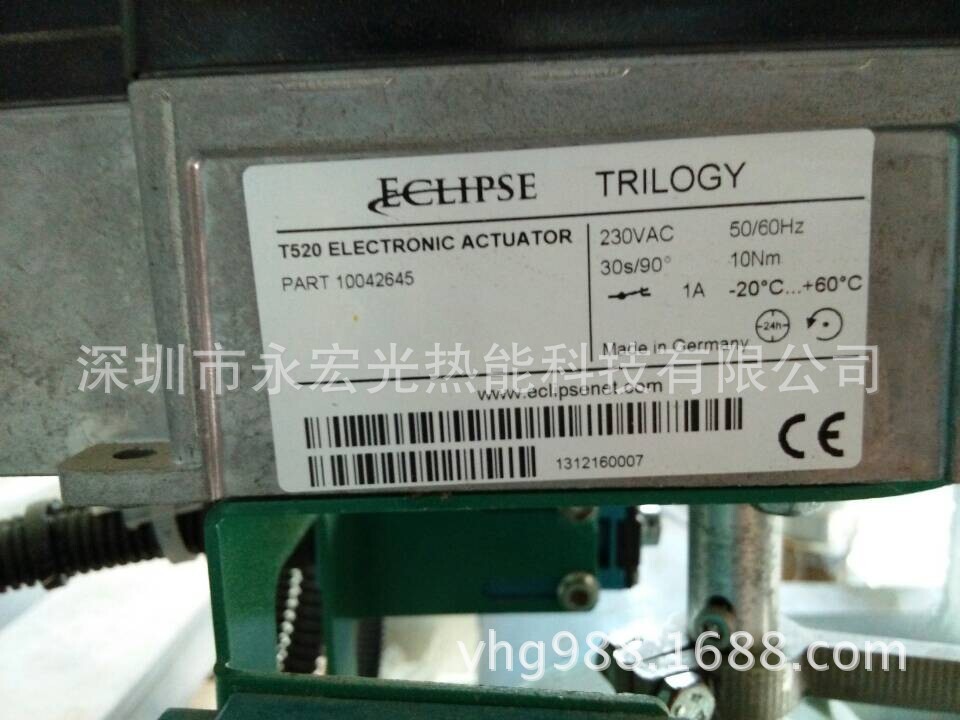 ECLIPSE TRILOGY
T520 ELECTRONIC ACTUATOR
PART 10042645
230VAC 50/60Hz
30s/90° 10Nm
1A -20°C...+60°C
24h
Made in Germany
深圳市永宏光热能科技有限公司
www.eclipsenet.com
CE
1312160007
yhg988.1688.com